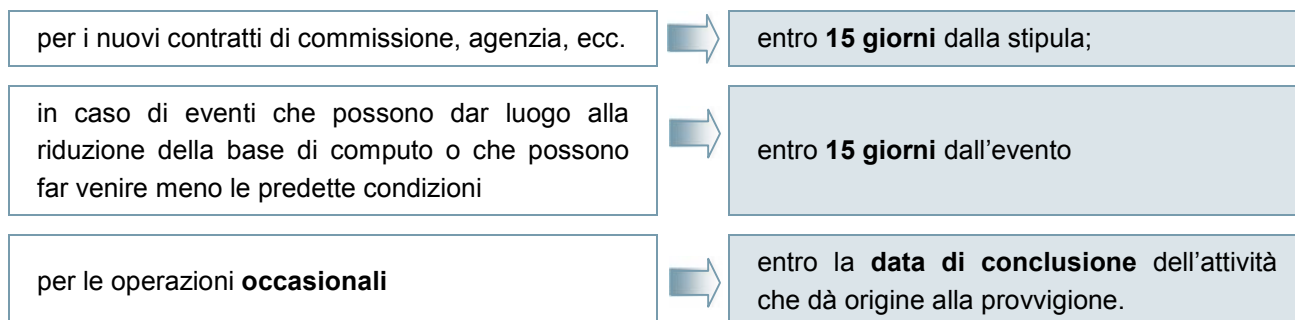 per i nuovi contratti di commissione, agenzia, ecc.
entro 15 giorni dalla stipula;
in caso di eventi che possono dar luogo alla
riduzione della base di computo o che possono
far venire meno le predette condizioni
entro 15 giorni dall'evento
per le operazioni occasionali
entro la data di conclusione dell'attività
che dà origine alla provvigione.